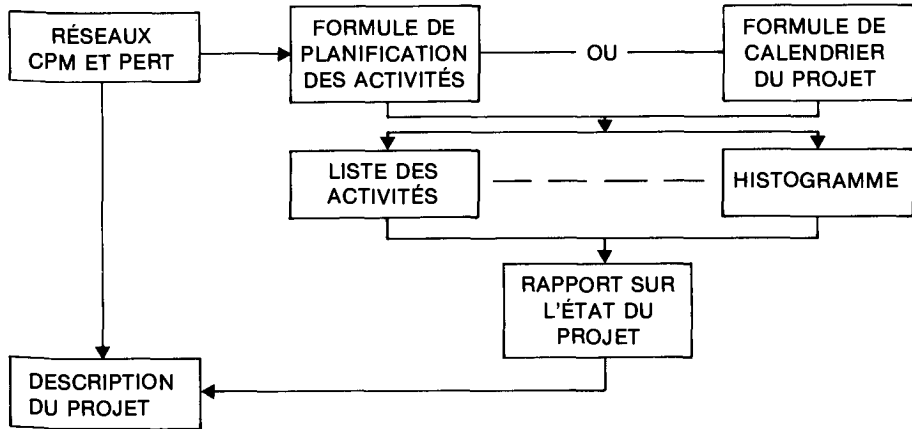 RÉSEAUX
CPM ET PERT
FORMULE DE
PLANIFICATION
DES ACTIVITÉS
OU
FORMULE DE
CALENDRIER
DU PROJET
LISTE DES
ACTIVITÉS
HISTOGRAMME
RAPPORT SUR
L'ÉTAT DU
PROJET
DESCRIPTION
DU PROJET